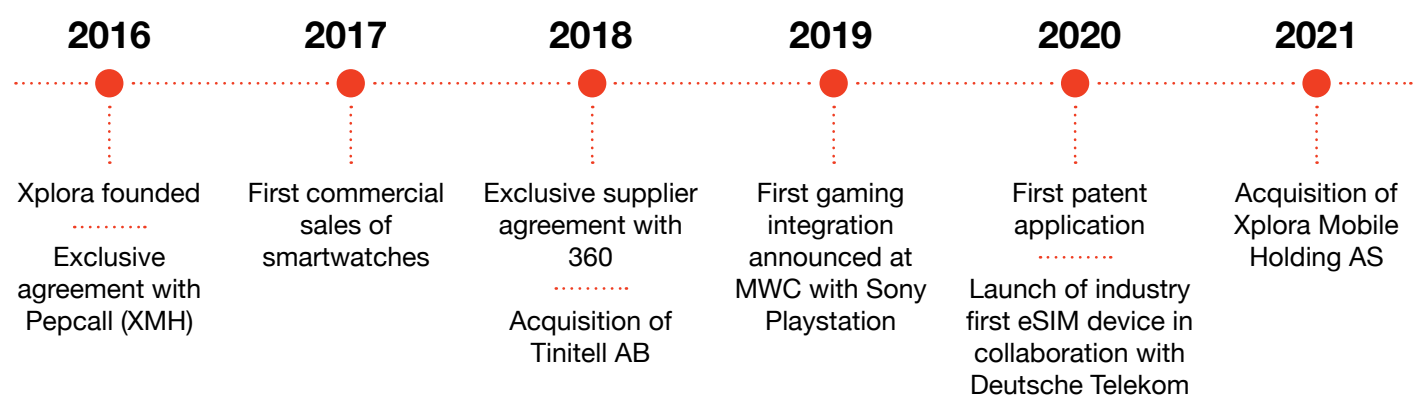 2016
Xplora founded
Exclusive
agreement with
Pepcall (XMH)
2017
First commercial
sales of
smartwatches
2018
Exclusive supplier
agreement with
360
Acquisition of
Tinitell AB
2019
First gaming
integration
announced at
MWC with Sony
Playstation
2020
First patent
application
Launch of industry
first eSIM device in
collaboration with
Deutsche Telekom
2021
Acquisition of
Xplora Mobile
Holding AS